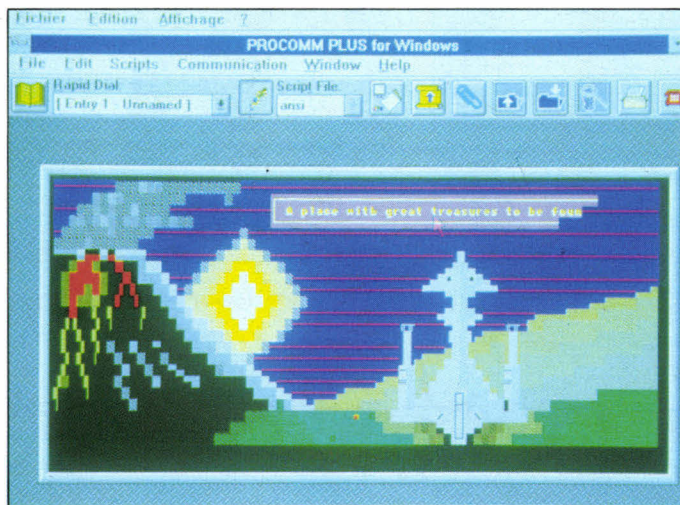 Fichier Edition Affichage ?
PROCOMM PLUS for Windows
File Edit Scripts Communication Window Help
Rapid Dial:
[ Entry 1 - Unnamed ]
Script File:
ansi
A place with great treasures to be foun